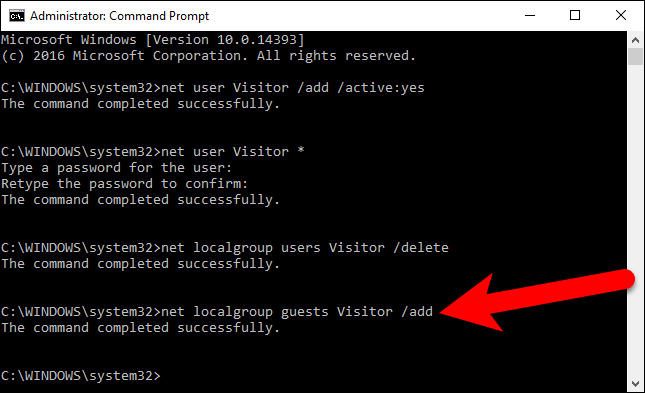 Administrator: Command Prompt
Microsoft Windows [Version 10.0.14393]
(c) 2016 Microsoft Corporation. All rights reserved.
C:\WINDOWS\system32>net user Visitor /add /active:yes
The command completed successfully.
C:\WINDOWS\system32>net user Visitor *
Type a password for the user:
Retype the password to confirm:
The command completed successfully.
C:\WINDOWS\system32>net localgroup users Visitor /delete
The command completed successfully.
C:\WINDOWS\system32>net localgroup guests Visitor /add
The command completed successfully.
C:\WINDOWS\system32>